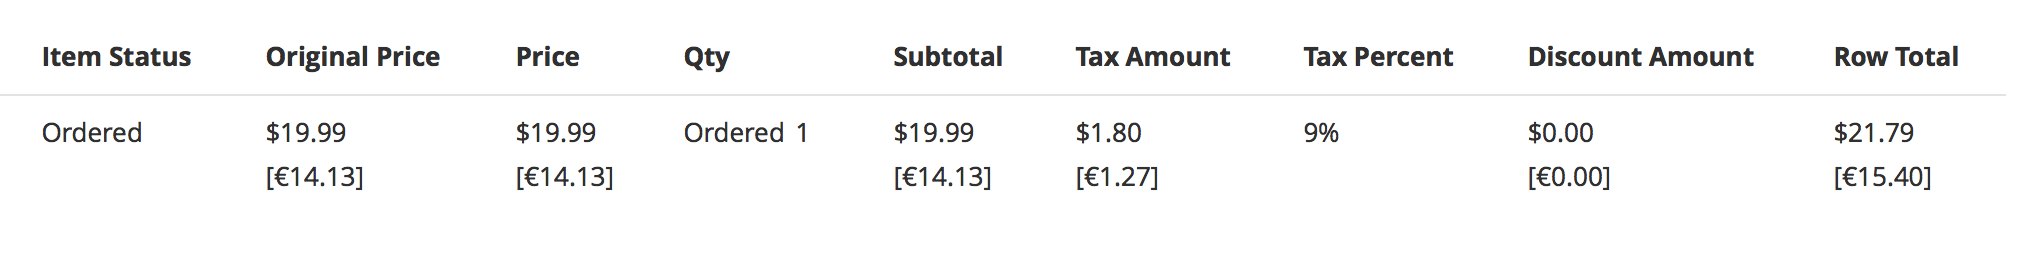 Item Status Original Price Price Qty Subtotal Tax Amount Tax Percent Discount Amount Row Total
Ordered $19.99 $19.99 Ordered 1 $19.99 $1.80 9% $0.00 $21.79
[€14.13] [€14.13] [€14.13] [€1.27] [€0.00] [€15.40]